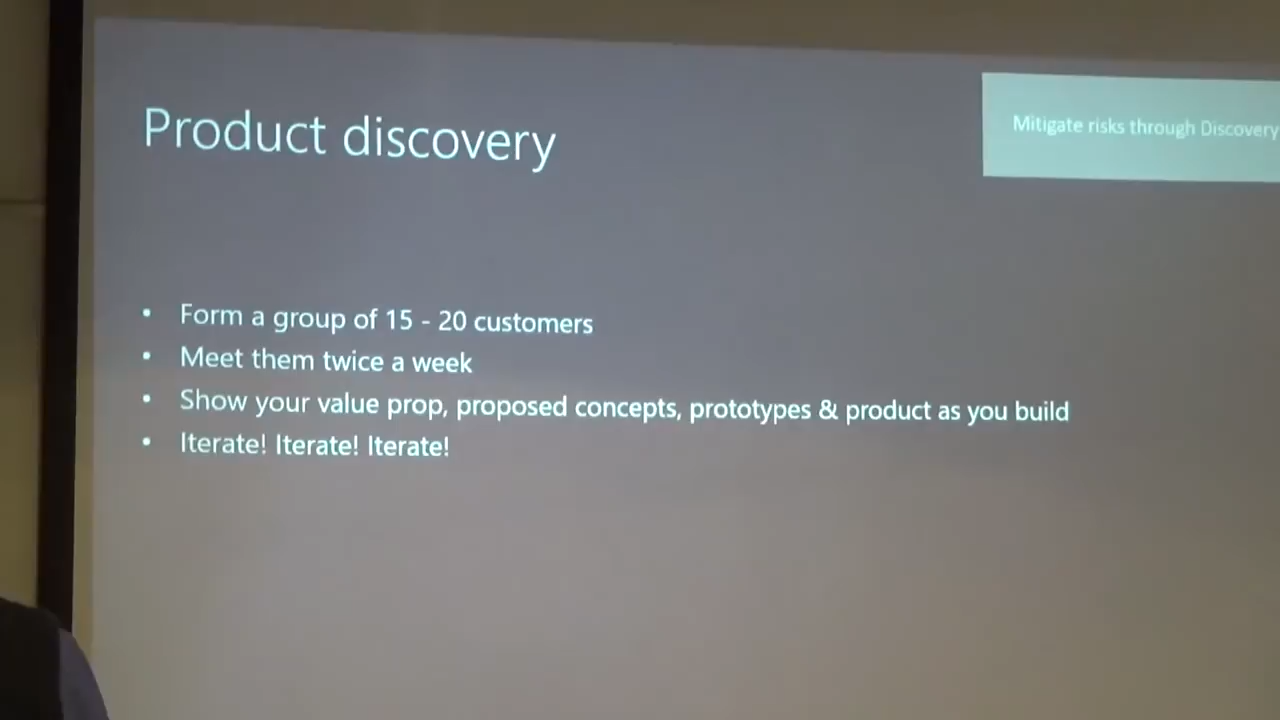 Product discovery
Mitigate risks through Discovery
• Form a group of 15 - 20 customers
• Meet them twice a week
• Show your value prop, proposed concepts, prototypes & product as you build
• Iterate! Iterate! Iterate!